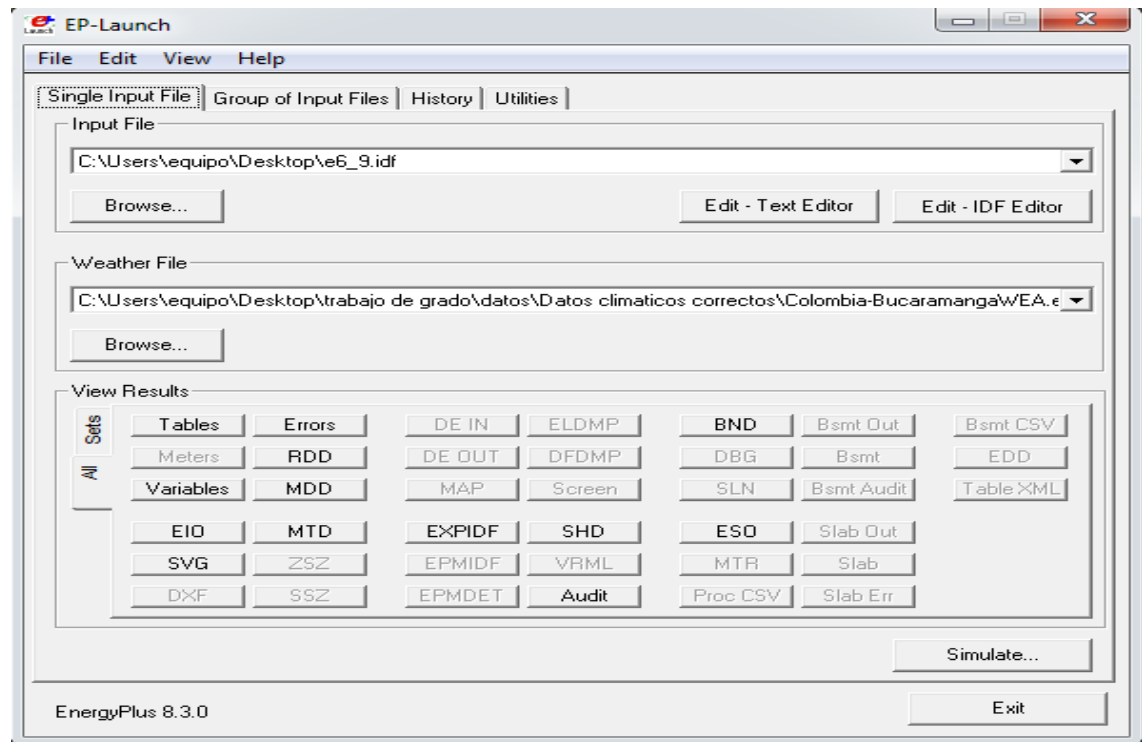 EP-Launch
File Edit View Help
Single Input File Group of Input Files History Utilities
Input File
C:\Users\equipo\Desktop\e6_9.idf
Browse... Edit - Text Editor Edit - IDF Editor
Weather File
C:\Users\equipo\Desktop\trabajo de grado\datos\Datos climaticos correctos\Colombia-BucaramangaWEA.e
Browse...
View Results
Sets
All
Tables Errors DE IN ELDMP BND Bsmt Out Bsmt CSV
Meters RDD DE OUT DFDMP DBG Bsmt EDD
Variables MDD MAP Screen SLN Bsmt Audit Table XML
EIO MTD EXPIDF SHD ESO Slab Out
SVG ZSZ EPMIDF VRML MTR Slab
DXF SSZ EPMDET Audit Proc CSV Slab Err
Simulate...
EnergyPlus 8.3.0 Exit